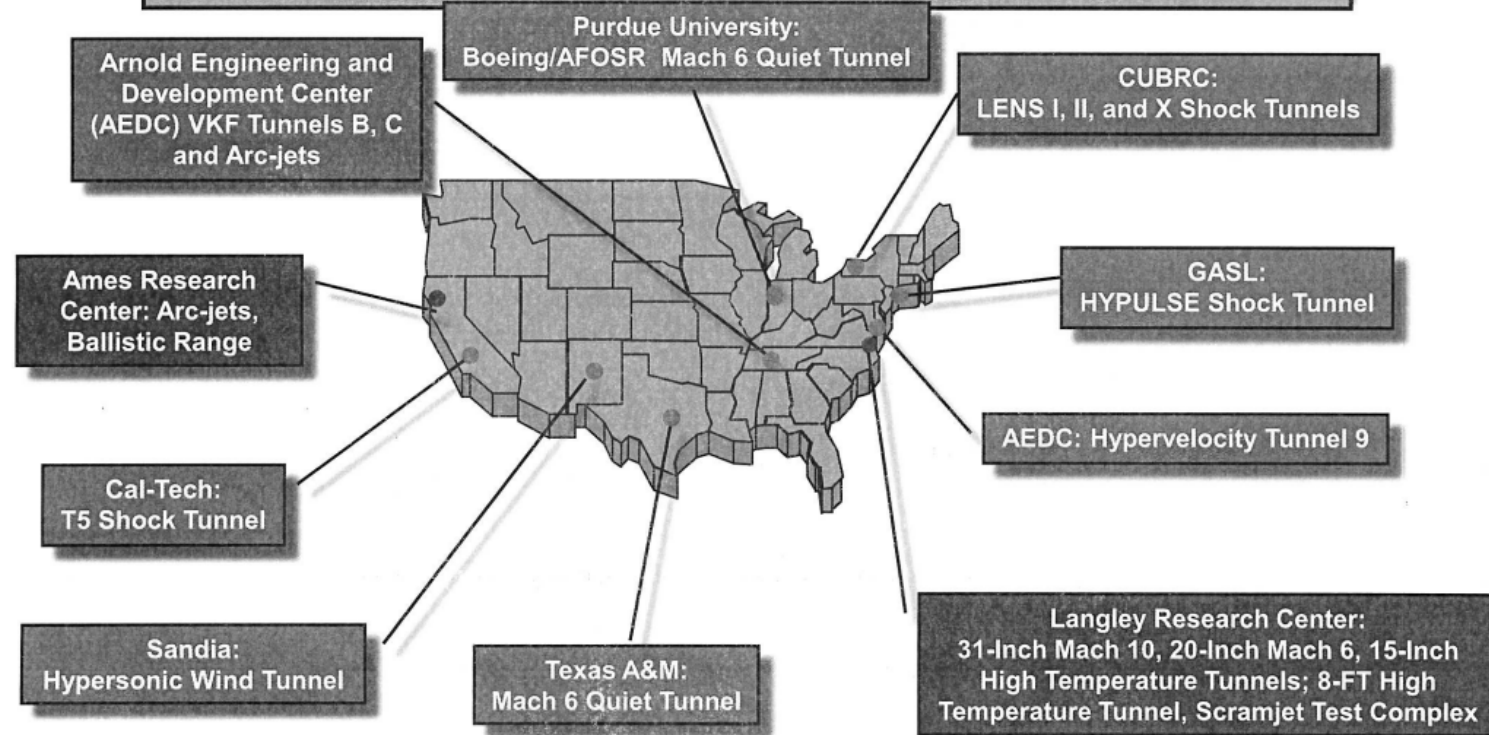 Purdue University:
Boeing/AFOSR Mach 6 Quiet Tunnel
Arnold Engineering and
Development Center
(AEDC) VKF Tunnels B, C
and Arc-jets
CUBRC:
LENS I, II, and X Shock Tunnels
Ames Research
Center: Arc-jets,
Ballistic Range
GASL:
HYPULSE Shock Tunnel
AEDC: Hypervelocity Tunnel 9
Cal-Tech:
T5 Shock Tunnel
Sandia:
Hypersonic Wind Tunnel
Texas A&M:
Mach 6 Quiet Tunnel
Langley Research Center:
31-Inch Mach 10, 20-Inch Mach 6, 15-Inch
High Temperature Tunnels; 8-FT High
Temperature Tunnel, Scramjet Test Complex